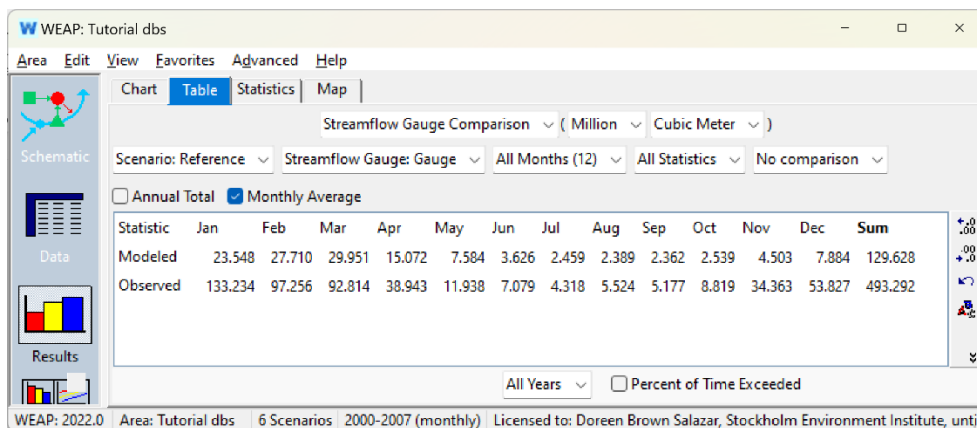 WEAP: Tutorial dbs
Area Edit View Favorites Advanced Help
Chart Table Statistics Map
Streamflow Gauge Comparison ( Million Cubic Meter )
Schematic
Scenario: Reference Streamflow Gauge: Gauge All Months (12) All Statistics No comparison
Annual Total Monthly Average
Statistic Jan Feb Mar Apr May Jun Jul Aug Sep Oct Nov Dec Sum
Modeled 23.548 27.710 29.951 15.072 7.584 3.626 2.459 2.389 2.362 2.539 4.503 7.884 129.628
Data
Observed 133.234 97.256 92.814 38.943 11.938 7.079 4.318 5.524 5.177 8.819 34.363 53.827 493.292
Results
All Years Percent of Time Exceeded
WEAP: 2022.0 Area: Tutorial dbs 6 Scenarios 2000-2007 (monthly) Licensed to: Doreen Brown Salazar, Stockholm Environment Institute, unti